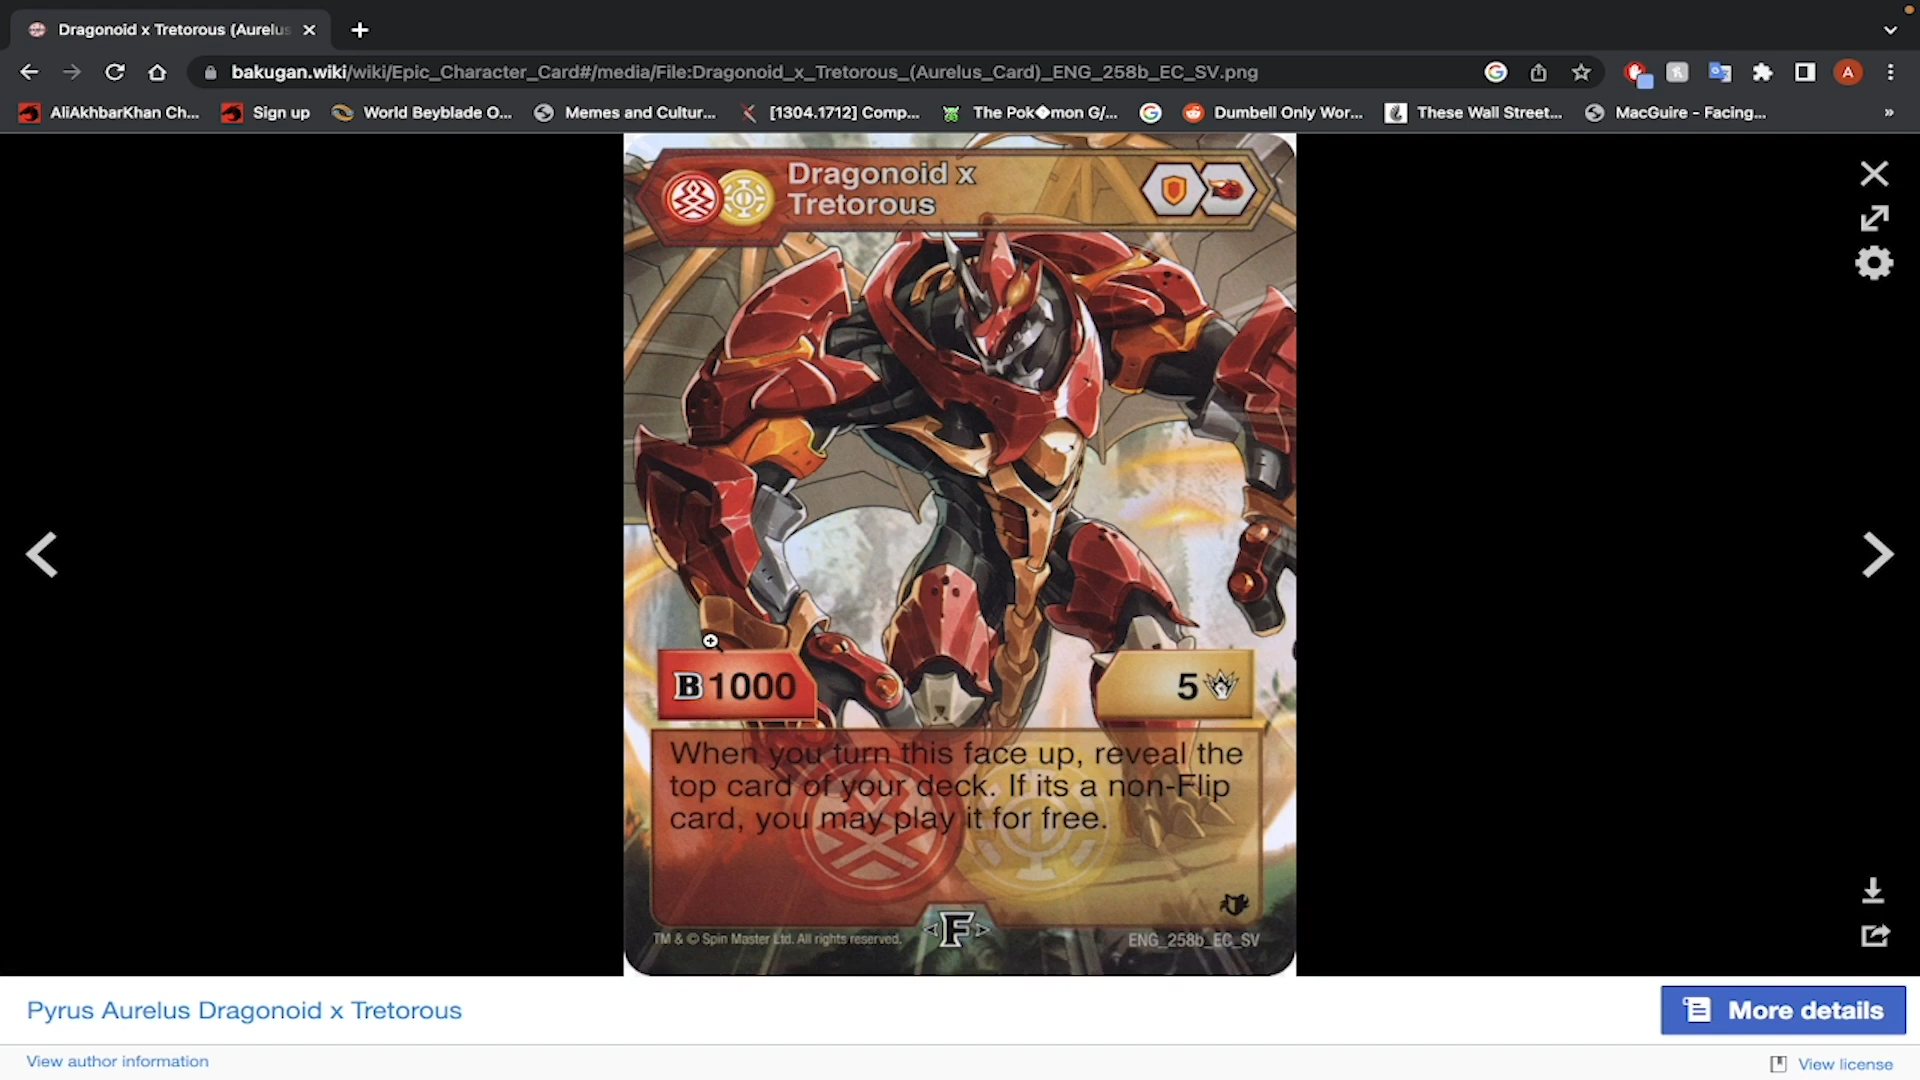 Dragonoid x Tretorous (Aurelus
bakugan.wiki/wiki/Epic_Character_Card#/media/File:Dragonoid_x_Tretorous_(Aurelus_Card)_ENG_258b_EC_SV.png
A
AliAkhbarKhan Ch...
Sign up
World Beyblade O...
Memes and Cultur...
[1304.1712] Comp...
The Pok�mon G/...
Dumbell Only Wor...
These Wall Street...
MacGuire - Facing...
»
Dragonoid x
Tretorous
B 1000
5
When you turn this face up, reveal the
top card of your deck. If its a non-Flip
card, you may play it for free.
F
TM & © Spin Master Ltd. All rights reserved.
ENG_258b_EC_SV
Pyrus Aurelus Dragonoid x Tretorous
More details
View author information
View license